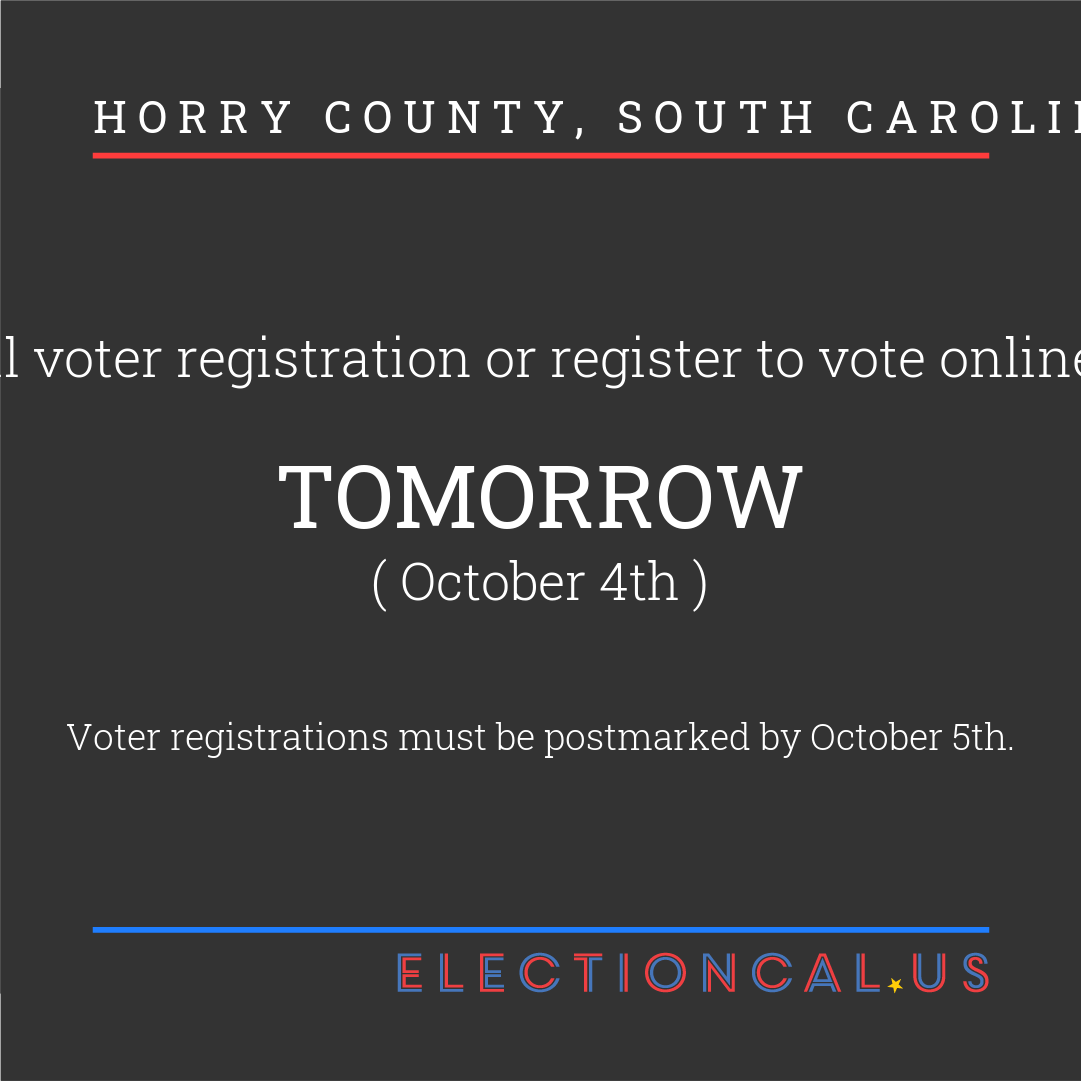 HORRY COUNTY, SOUTH CAROLI
voter registration or register to vote online
TOMORROW
( October 4th )
Voter registrations must be postmarked by October 5th.
ELECTIONCAL.US